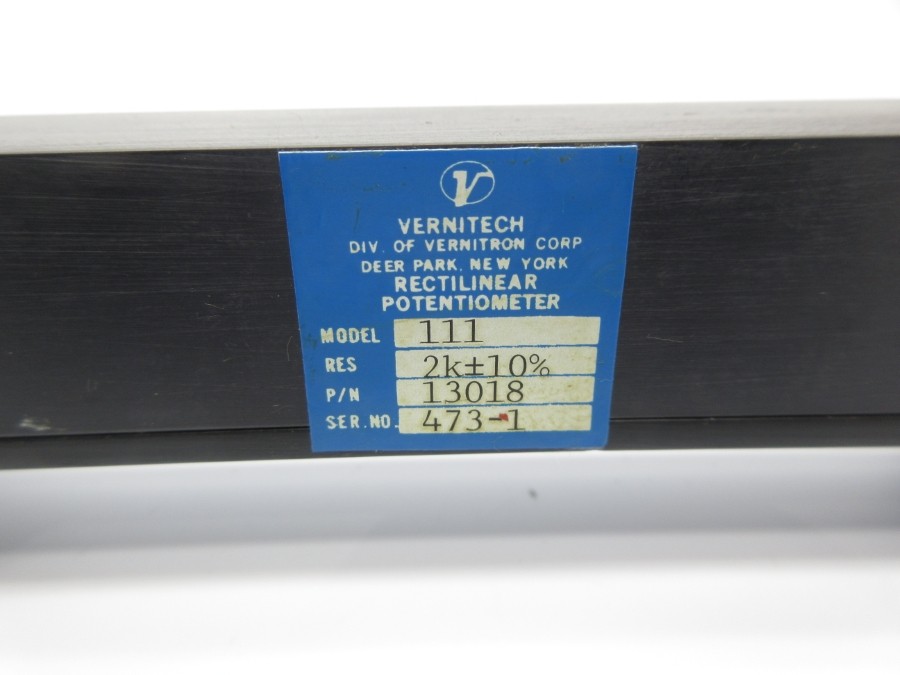 V
VERNITECH
DIV. OF VERNITRON CORP
DEER PARK, NEW YORK
RECTILINEAR
POTENTIOMETER
MODEL 111
RES 2k±10%
P/N 13018
SER.NO. 473-1